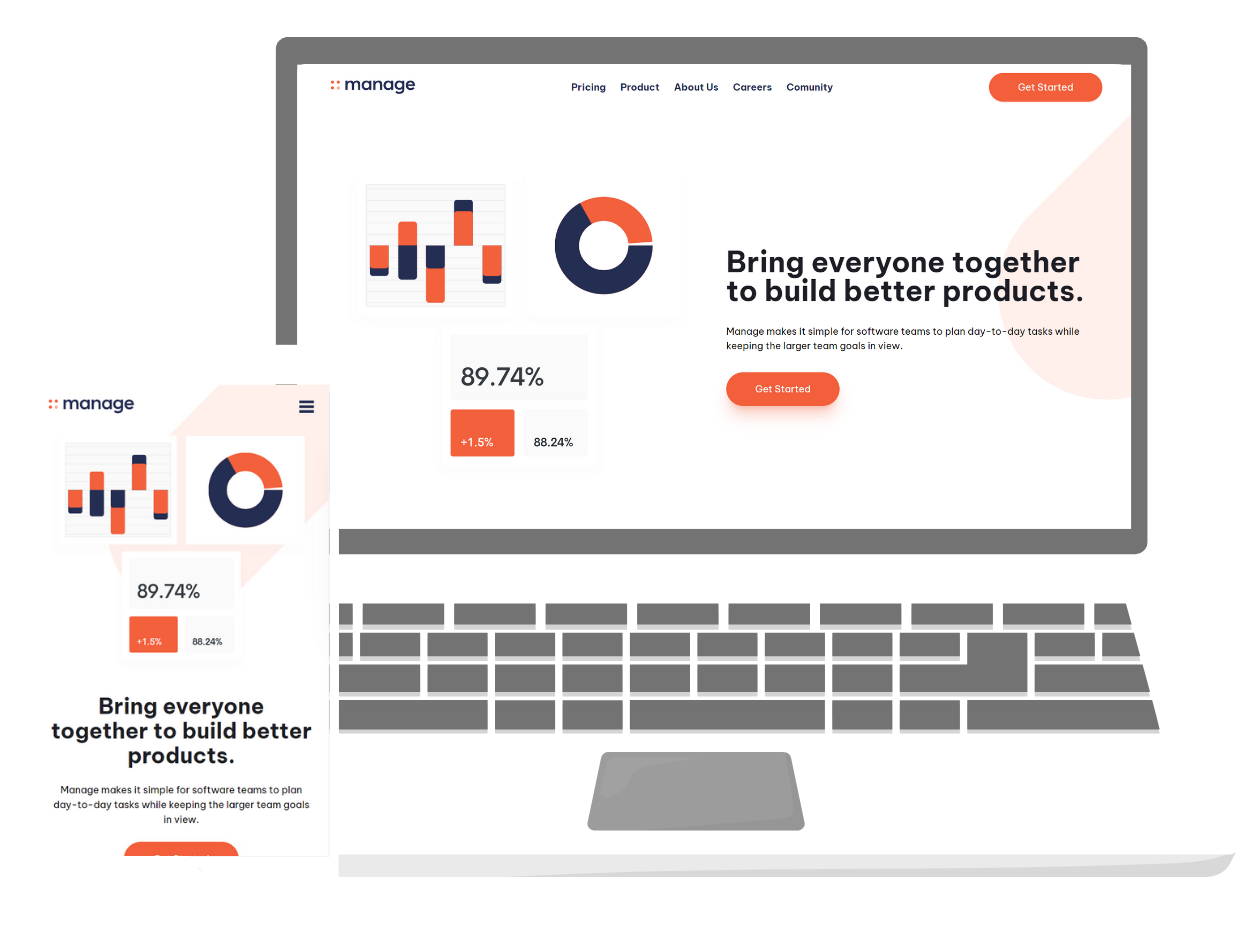 manage
Pricing Product About Us Careers Comunity
Get Started
Bring everyone together
to build better products.
Manage makes it simple for software teams to plan day-to-day tasks while
keeping the larger team goals in view.
Get Started
89.74%
+1.5% 88.24%
manage
89.74%
+1.5% 88.24%
Bring everyone
together to build better
products.
Manage makes it simple for software teams to plan
day-to-day tasks while keeping the larger team goals
in view.